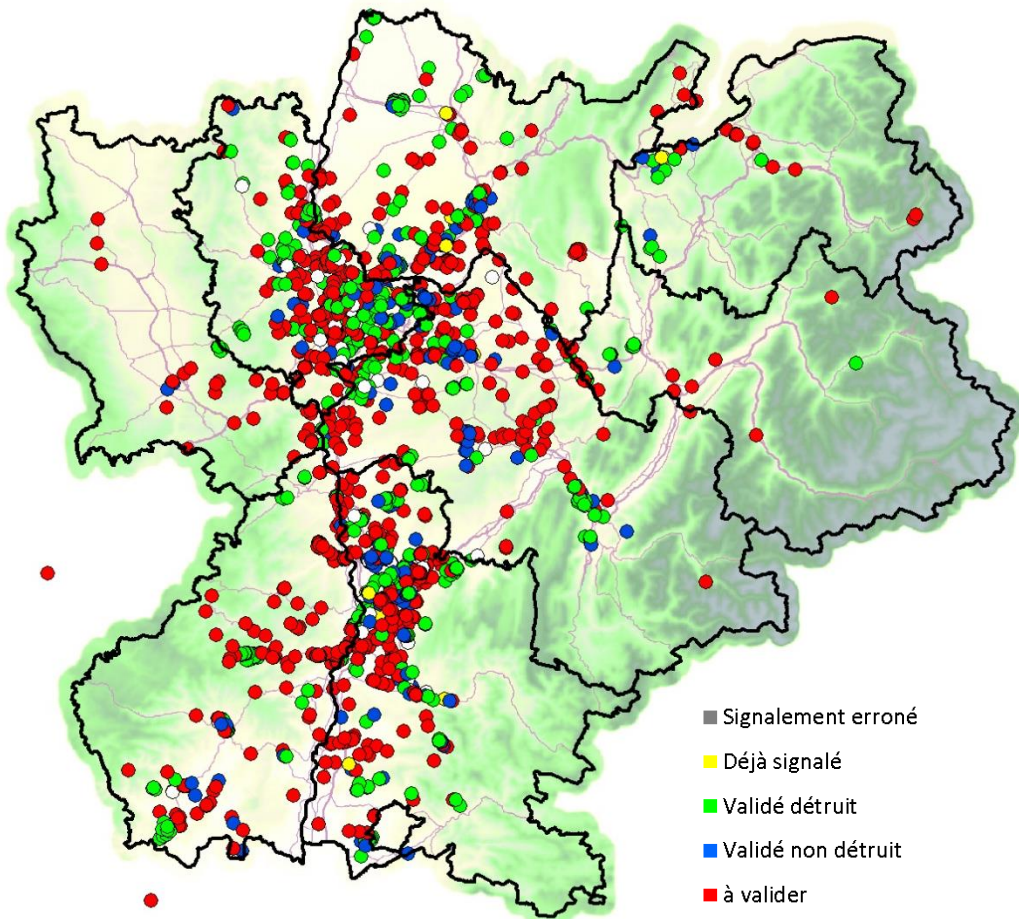 Signalement erroné
Déjà signalé
Validé détruit
Validé non détruit
à valider